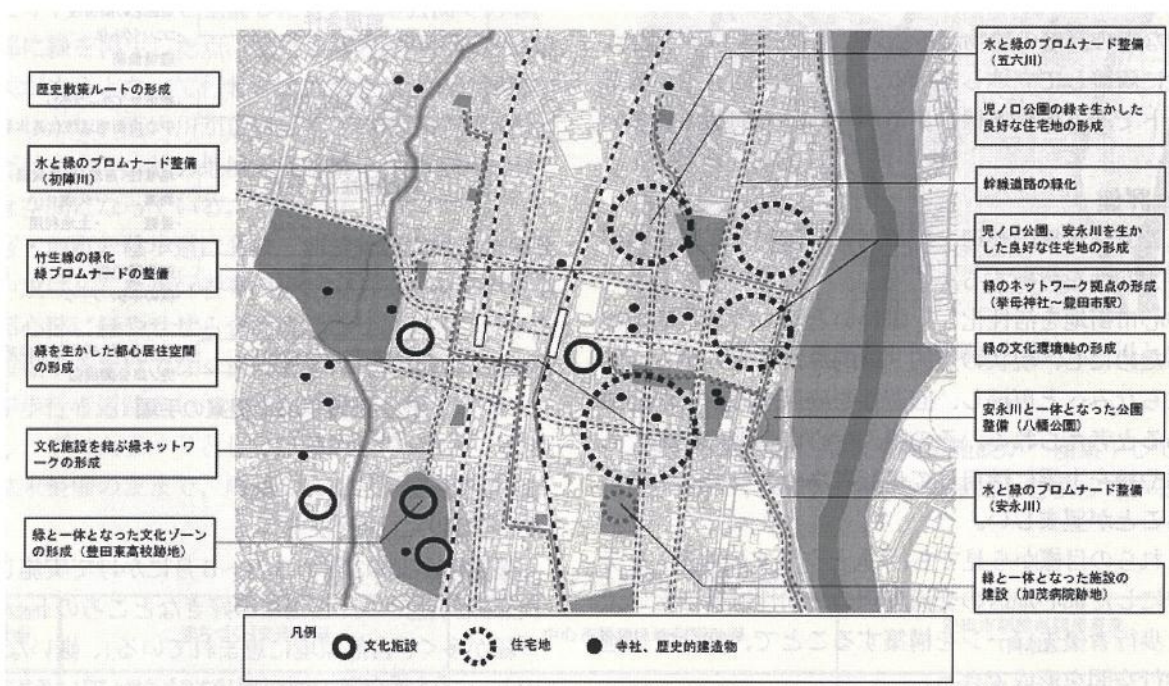 歴史散策ルートの形成
水と緑のプロムナード整備
（初陣川）
竹生線の緑化
緑プロムナードの整備
緑を生かした都心居住空間
の形成
文化施設を結ぶ緑ネットワ
ークの形成
緑と一体となった文化ゾーン
の形成（豊田東高校跡地）
水と緑のプロムナード整備
（五六川）
児ノ口公園の緑を生かした
良好な住宅地の形成
幹線道路の緑化
児ノ口公園、安永川を生か
した良好な住宅地の形成
緑のネットワーク拠点の形成
（挙母神社～豊田市駅）
緑の文化環境軸の形成
安永川と一体となった公園
整備（八幡公園）
水と緑のプロムナード整備
（安永川）
緑と一体となった施設の
建設（加茂病院跡地）
凡例
文化施設
住宅地
寺社、歴史的建造物